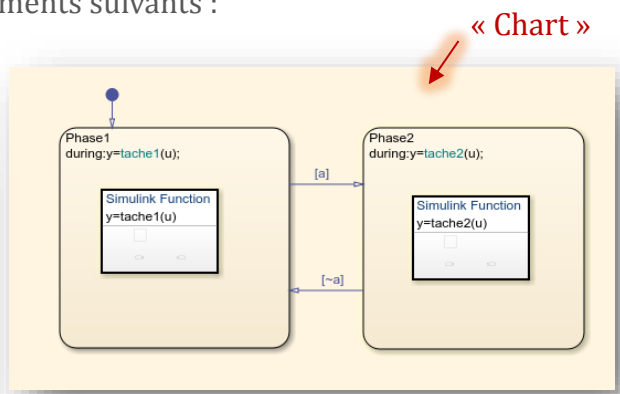 ments suivants :
« Chart »
Phase1
during:y=tache1(u);
Simulink Function
y=tache1(u)
[a]
[~a]
Phase2
during:y=tache2(u);
Simulink Function
y=tache2(u)